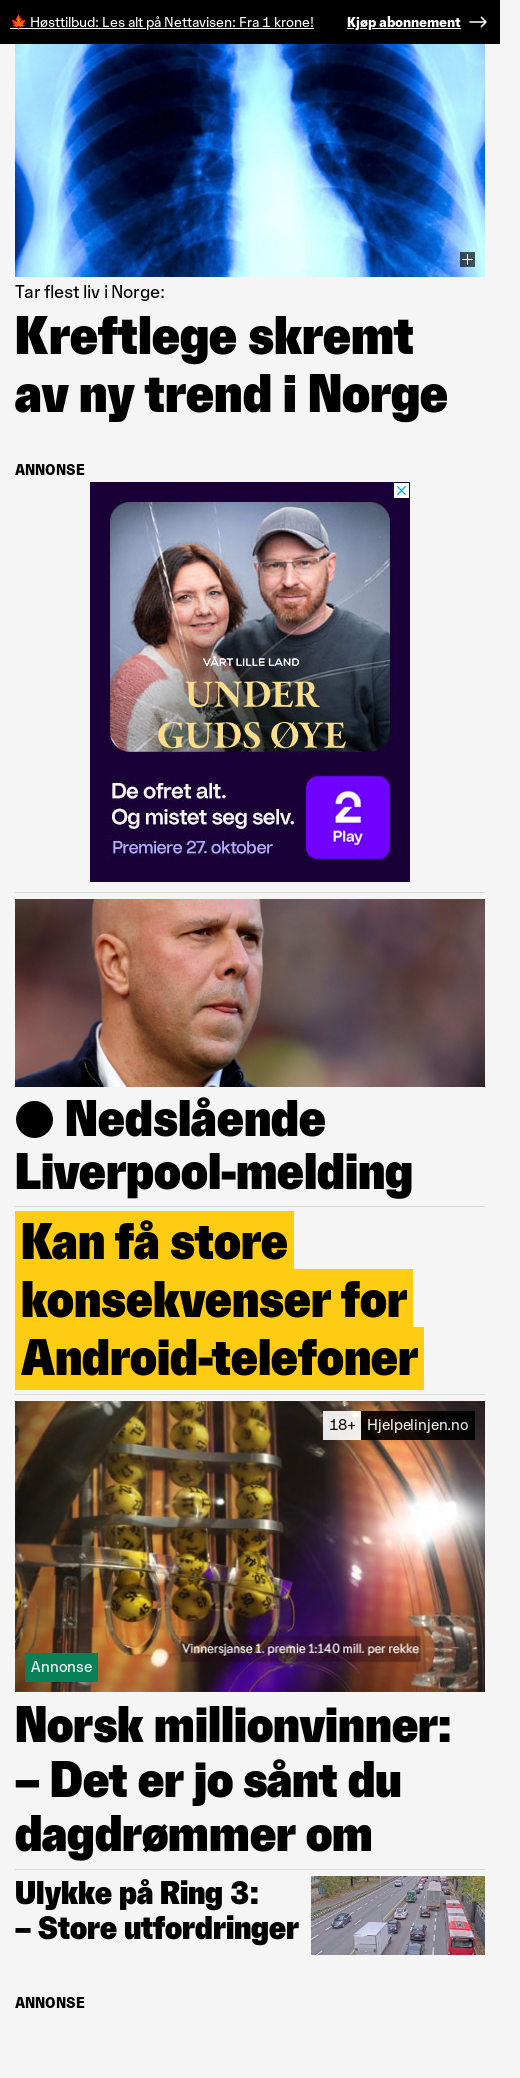 🍁 Høsttilbud: Les alt på Nettavisen: Fra 1 krone! Kjøp abonnement →
Tar flest liv i Norge:
Kreftlege skremt
av ny trend i Norge
ANNONSE
VÅRT LILLE LAND
UNDER
GUDS ØYE
De ofret alt.
Og mistet seg selv.
Premiere 27. oktober
2
Play
● Nedslående
Liverpool-melding
Kan få store
konsekvenser for
Android-telefoner
18+ Hjelpelinjen.no
Vinnersjanse 1. premie 1:140 mill. per rekke
Annonse
Norsk millionvinner:
– Det er jo sånt du
dagdrømmer om
Ulykke på Ring 3:
– Store utfordringer
ANNONSE